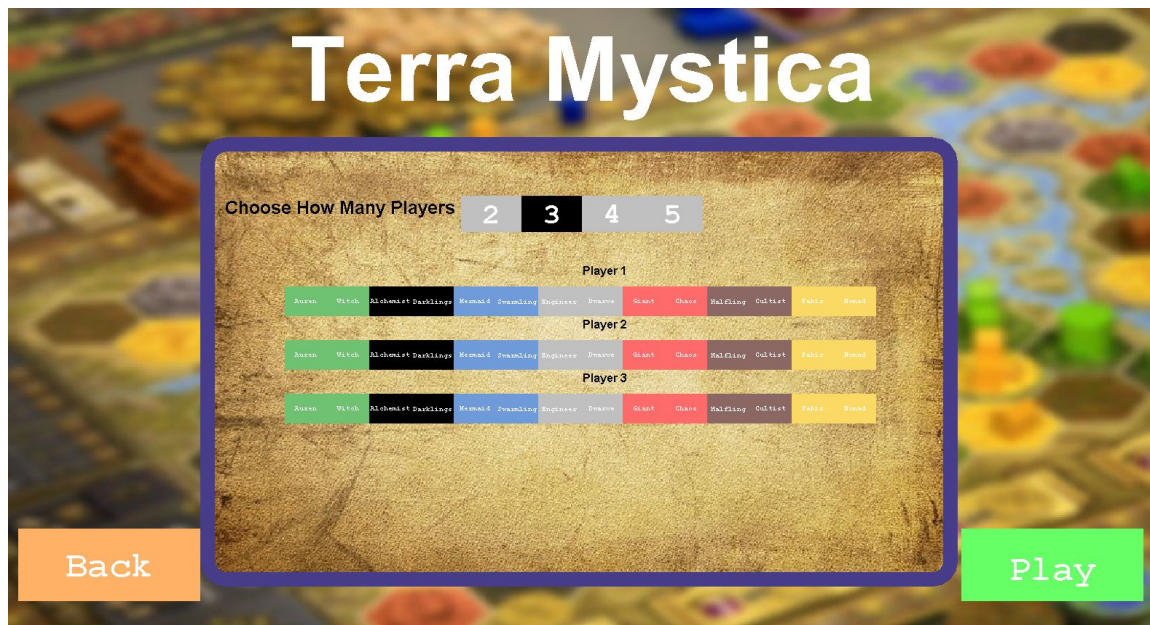 Terra Mystica
Choose How Many Players 2 3 4 5
Player 1
Auren Witch Alchemist Darklings Mermaid Swarmling Engineer Dwarve Giant Chaos Halfling Cultist Fakir Nomad
Player 2
Auren Witch Alchemist Darklings Mermaid Swarmling Engineer Dwarve Giant Chaos Halfling Cultist Fakir Nomad
Player 3
Auren Witch Alchemist Darklings Mermaid Swarmling Engineer Dwarve Giant Chaos Halfling Cultist Fakir Nomad
Back
Play